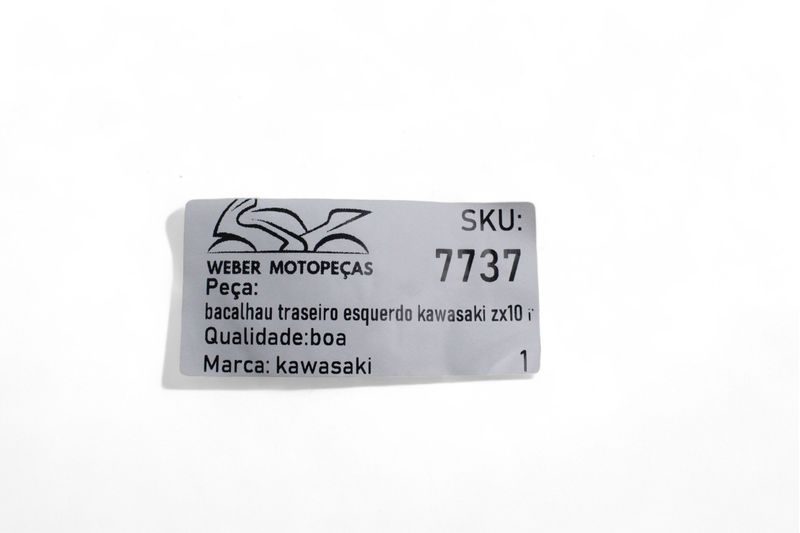 SKU:
7737
WEBER MOTOPEÇAS
Peça:
bacalhau traseiro esquerdo kawasaki zx10
Qualidade:boa
Marca: kawasaki 1